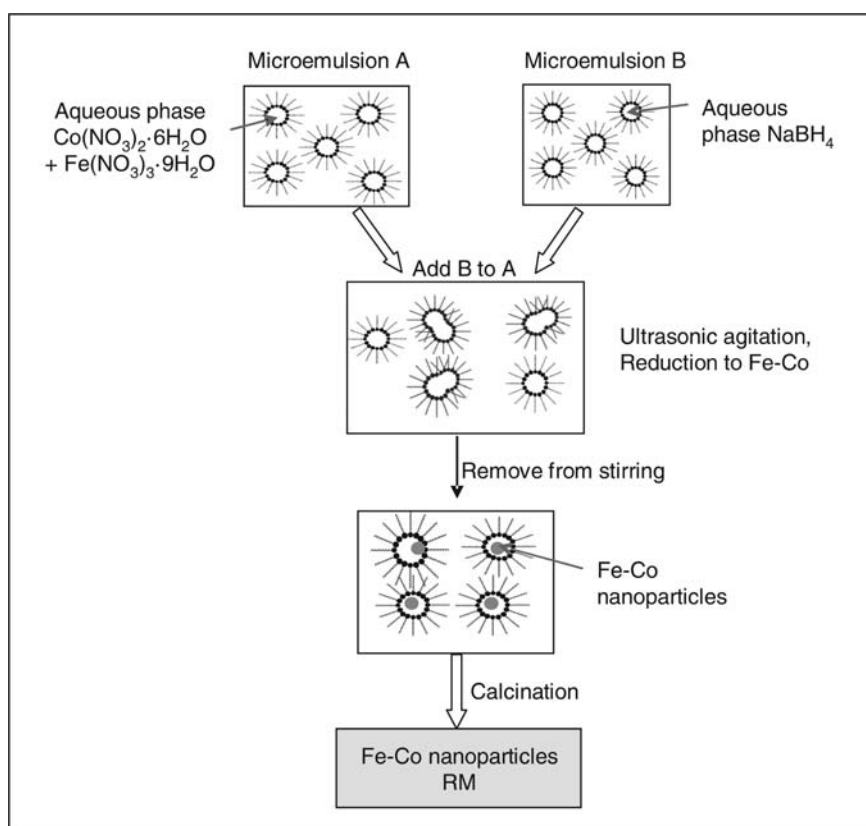 Microemulsion A
Microemulsion B
Aqueous phase
Co(NO₃)₂·6H₂O
+ Fe(NO₃)₃·9H₂O
Aqueous
phase NaBH₄
Add B to A
Ultrasonic agitation,
Reduction to Fe-Co
Remove from stirring
Fe-Co
nanoparticles
Calcination
Fe-Co nanoparticles
RM